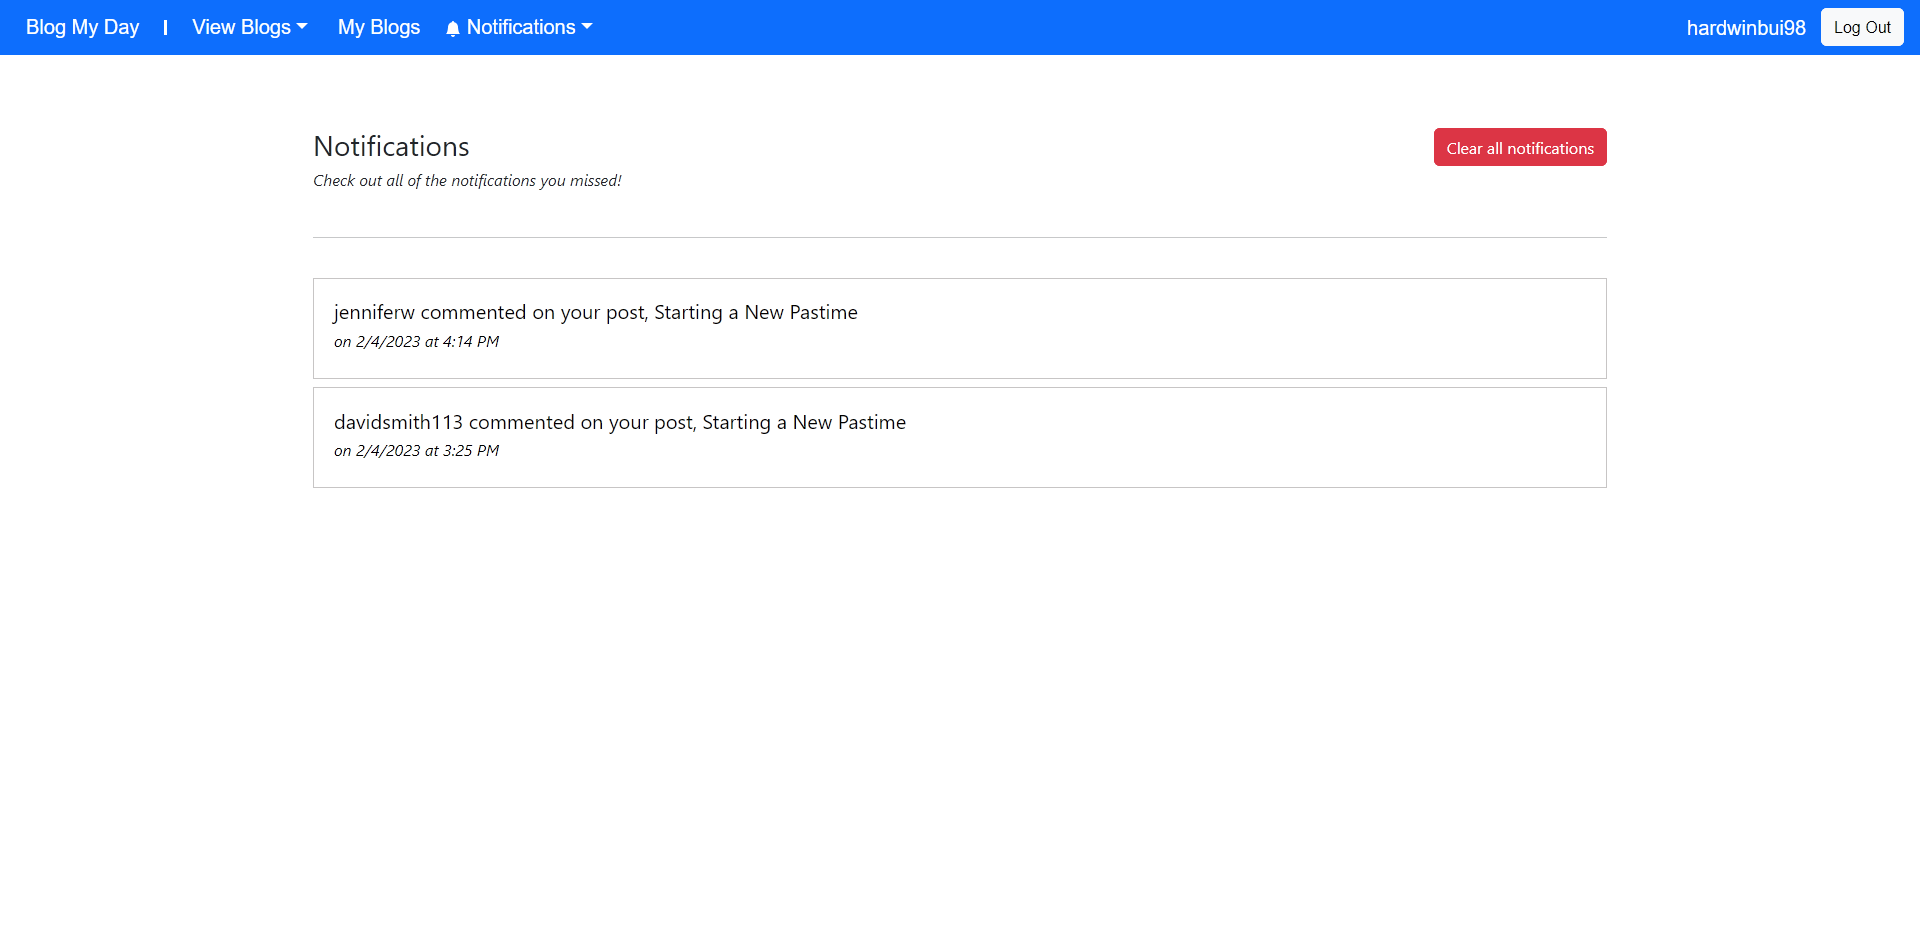 Blog My Day | View Blogs My Blogs Notifications hardwinbui98 Log Out
Notifications
Clear all notifications
Check out all of the notifications you missed!
jenniferw commented on your post, Starting a New Pastime
on 2/4/2023 at 4:14 PM
davidsmith113 commented on your post, Starting a New Pastime
on 2/4/2023 at 3:25 PM